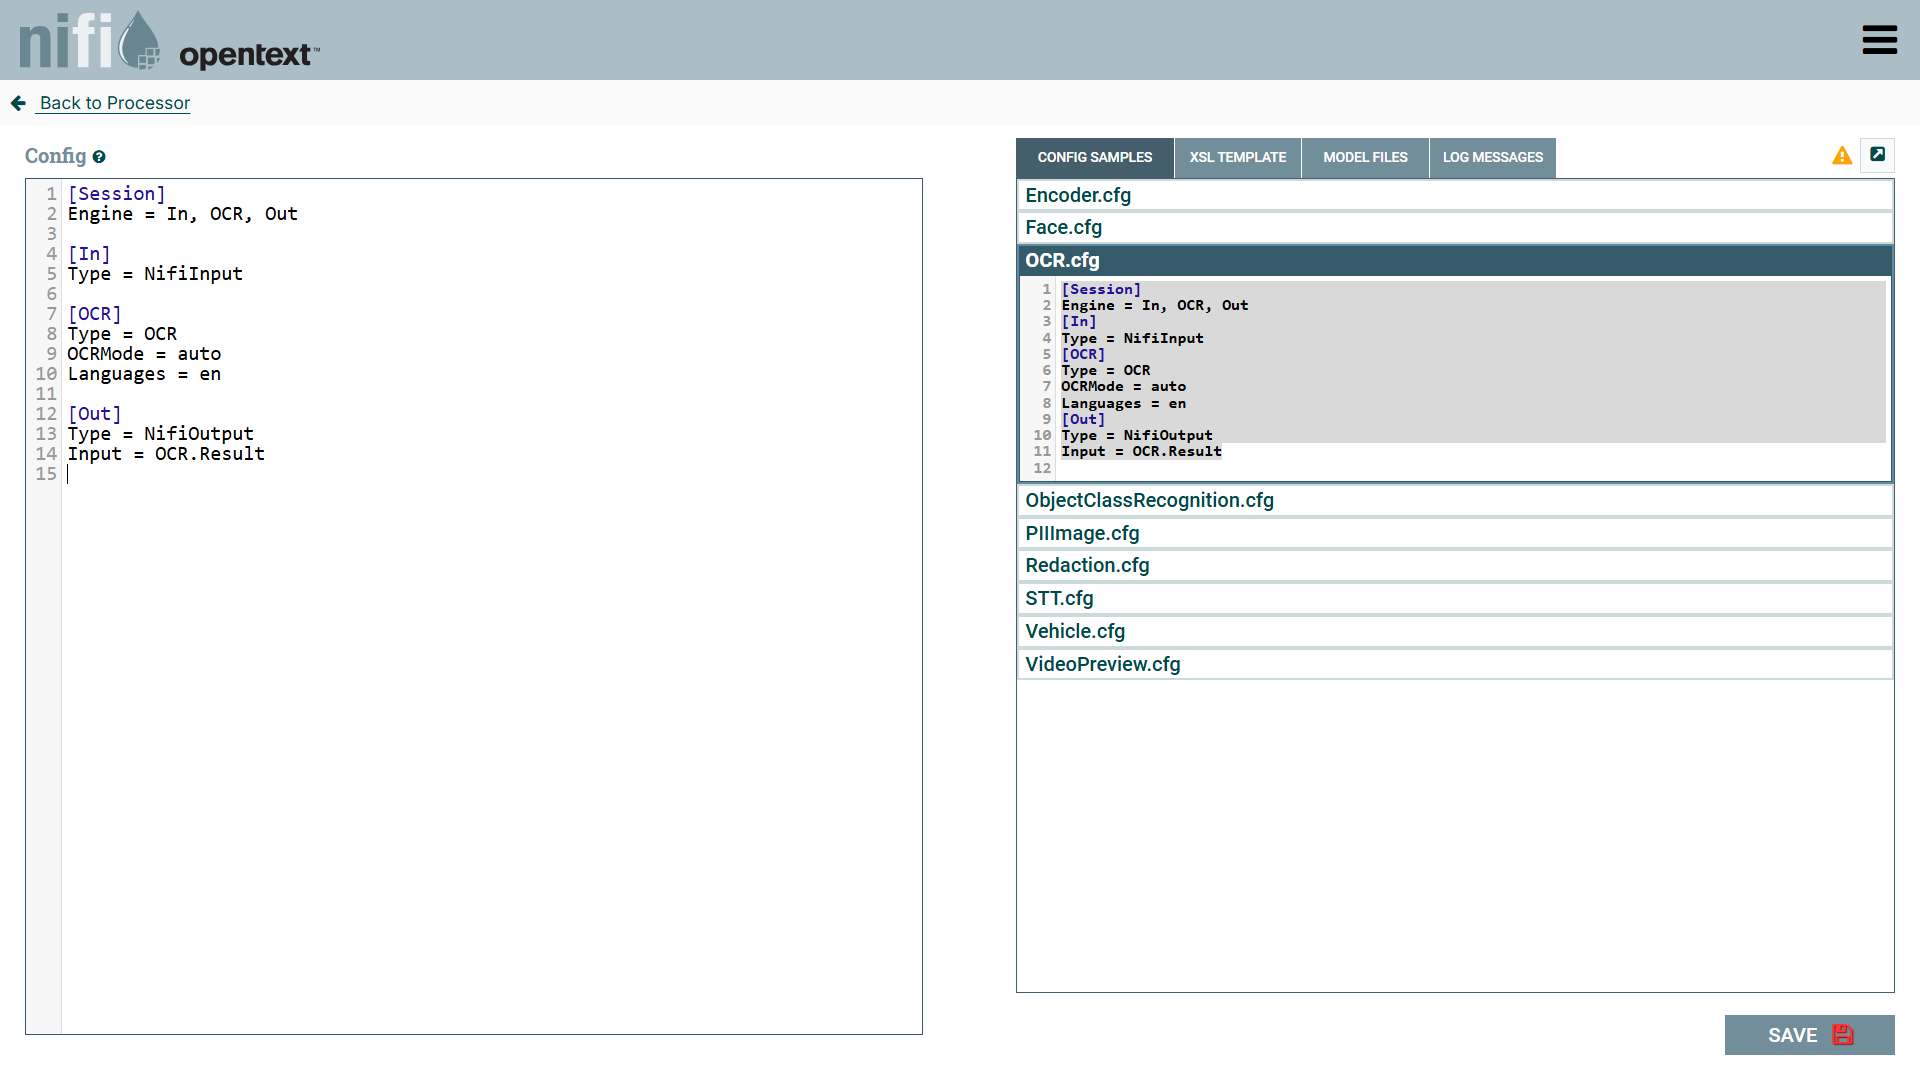 nifi opentext™
Back to Processor
Config
1 [Session]
2 Engine = In, OCR, Out
3
4 [In]
5 Type = NifiInput
6
7 [OCR]
8 Type = OCR
9 OCRMode = auto
10 Languages = en
11
12 [Out]
13 Type = NifiOutput
14 Input = OCR.Result
15
CONFIG SAMPLES XSL TEMPLATE MODEL FILES LOG MESSAGES
Encoder.cfg
Face.cfg
OCR.cfg
1 [Session]
2 Engine = In, OCR, Out
3 [In]
4 Type = NifiInput
5 [OCR]
6 Type = OCR
7 OCRMode = auto
8 Languages = en
9 [Out]
10 Type = NifiOutput
11 Input = OCR.Result
12
ObjectClassRecognition.cfg
PIIImage.cfg
Redaction.cfg
STT.cfg
Vehicle.cfg
VideoPreview.cfg
SAVE